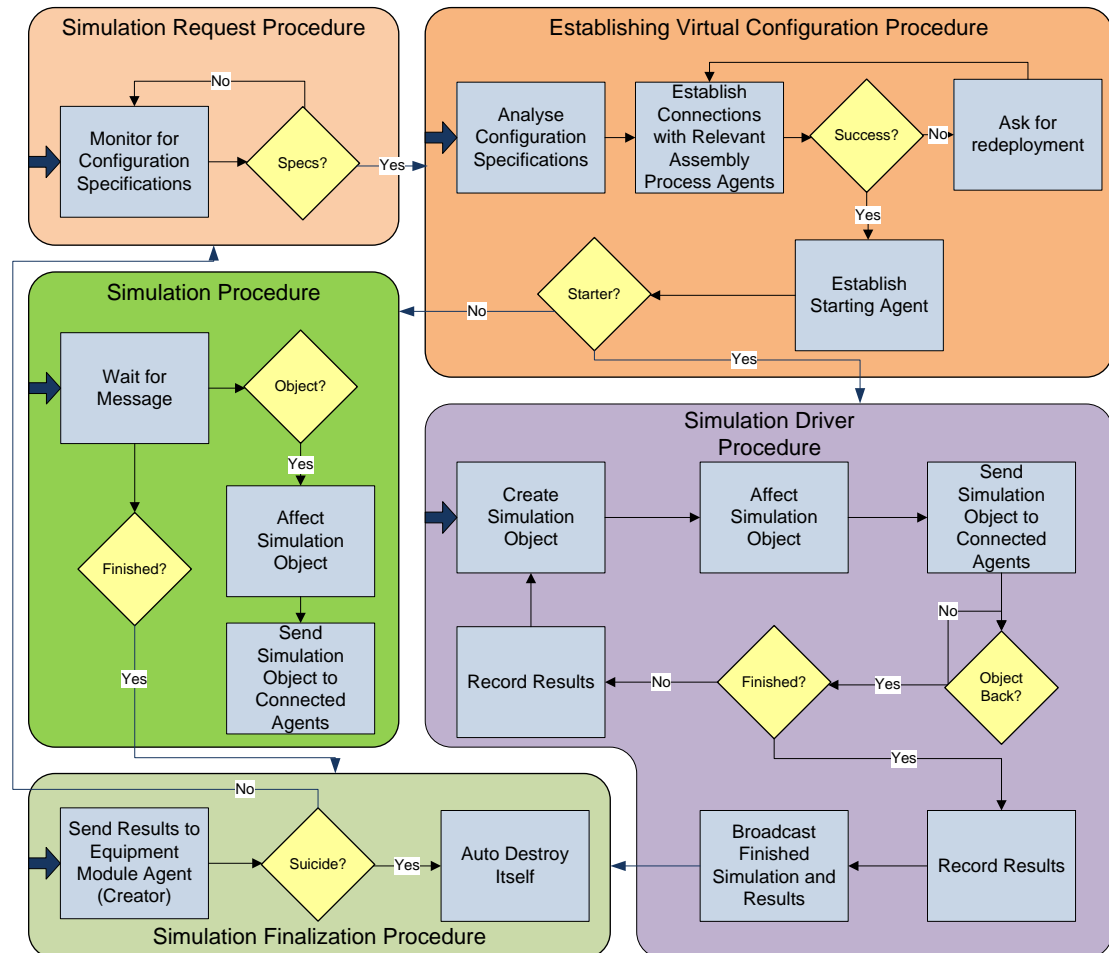 Simulation Request Procedure
No
Monitor for
Configuration
Specifications
Specs?
Yes
Establishing Virtual Configuration Procedure
Analyse
Configuration
Specifications
Establish
Connections
with Relevant
Assembly
Process Agents
Success?
No
Ask for
redeployment
Yes
Establish
Starting Agent
Starter?
No
Yes
Simulation Procedure
Wait for
Message
Object?
Yes
Affect
Simulation
Object
Finished?
Send
Simulation
Object to
Connected
Agents
Yes
Simulation Driver
Procedure
Create
Simulation
Object
Affect
Simulation
Object
Send
Simulation
Object to
Connected
Agents
No
Object
Back?
Yes
Finished?
No
Record Results
Yes
Record Results
Broadcast
Finished
Simulation and
Results
No
Send Results to
Equipment
Module Agent
(Creator)
Suicide?
Yes
Auto Destroy
Itself
Simulation Finalization Procedure